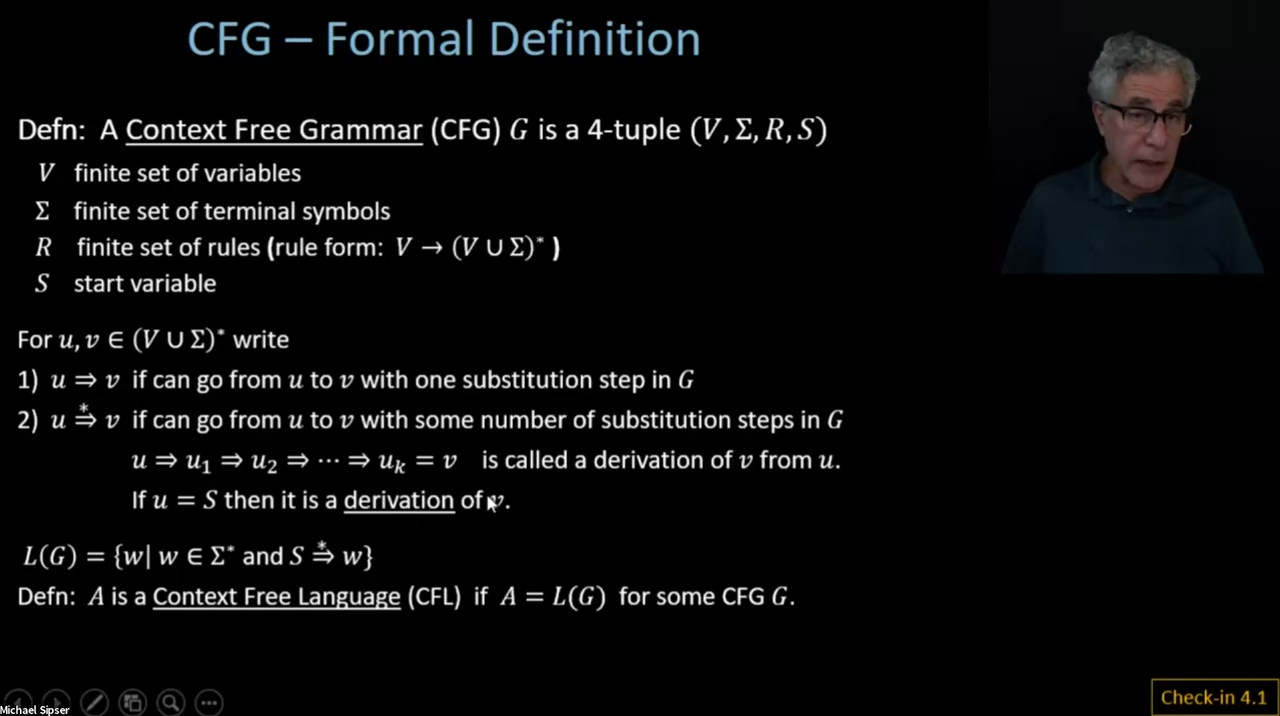 CFG – Formal Definition
Defn: A Context Free Grammar (CFG) G is a 4-tuple (V, Σ, R, S)
V finite set of variables
Σ finite set of terminal symbols
R finite set of rules (rule form: V → (V ∪ Σ)* )
S start variable
For u, v ∈ (V ∪ Σ)* write
1) u ⇒ v if can go from u to v with one substitution step in G
2) u ⇒* v if can go from u to v with some number of substitution steps in G
u ⇒ u₁ ⇒ u₂ ⇒ ⋯ ⇒ uₖ = v is called a derivation of v from u.
If u = S then it is a derivation of v.
L(G) = {w| w ∈ Σ* and S ⇒* w}
Defn: A is a Context Free Language (CFL) if A = L(G) for some CFG G.
Check-in 4.1
Michael Sipser